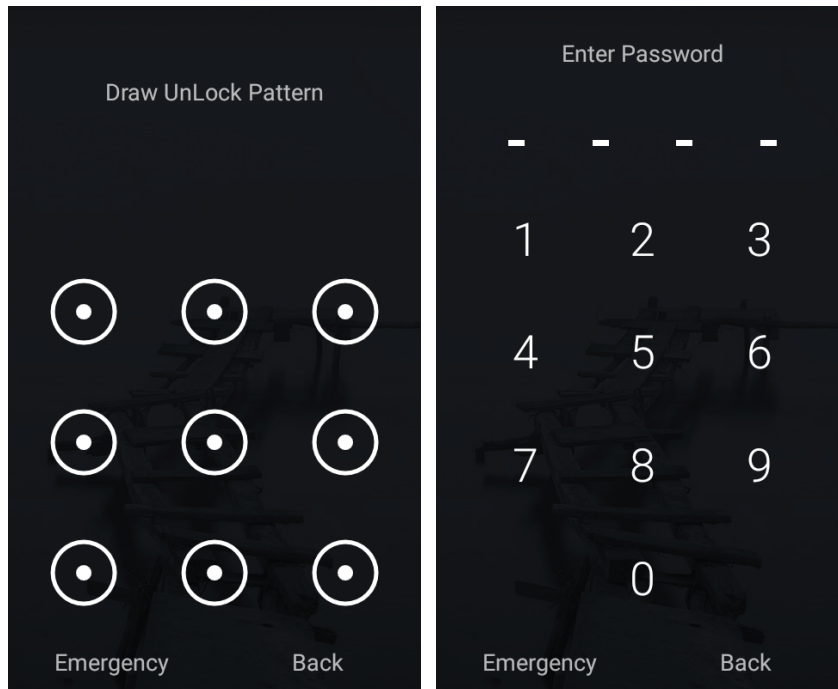 Draw UnLock Pattern
Emergency Back
Enter Password
- - - -
1 2 3
4 5 6
7 8 9
0
Emergency Back